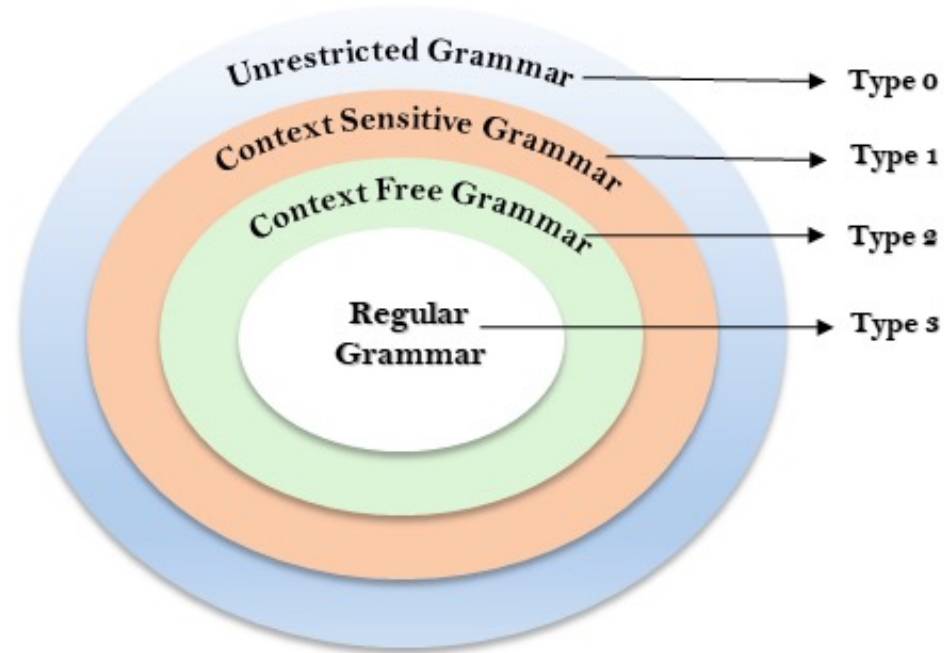 Unrestricted Grammar
Type 0
Context Sensitive Grammar
Type 1
Context Free Grammar
Type 2
Regular
Grammar
Type 3